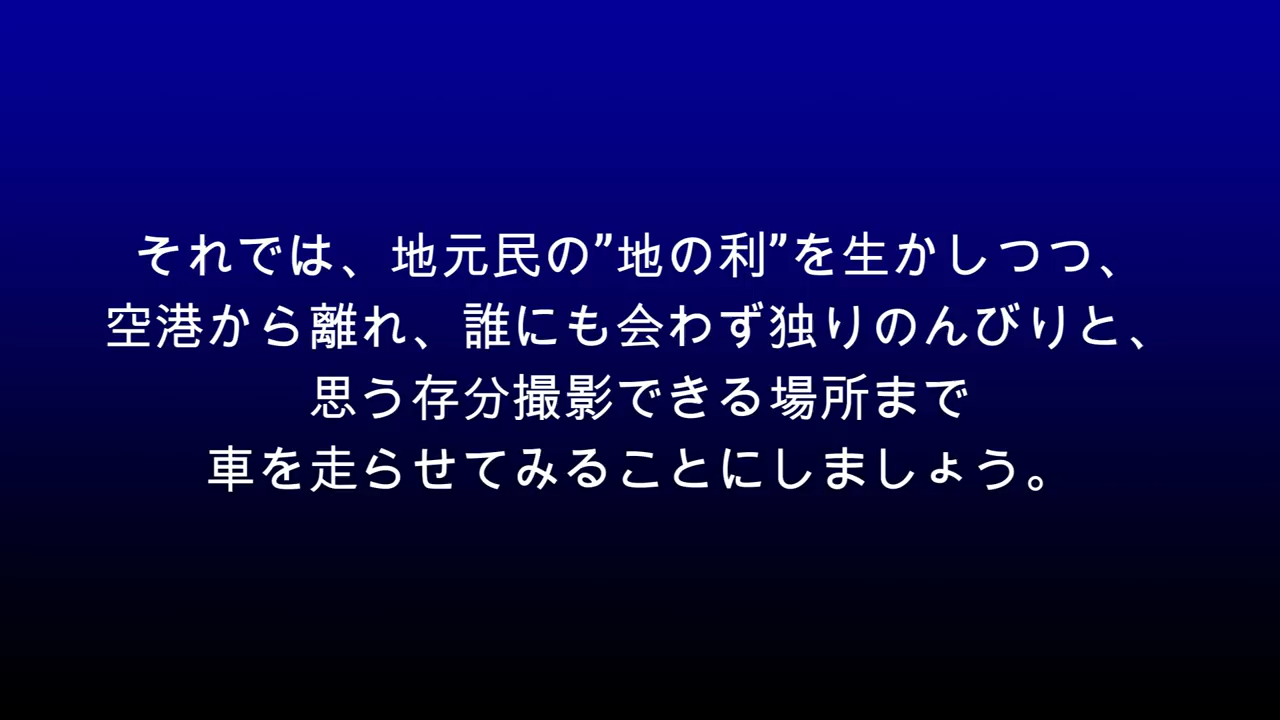 それでは、地元民の”地の利”を生かしつつ、
空港から離れ、誰にも会わず独りのんびりと、
思う存分撮影できる場所まで
車を走らせてみることにしましょう。